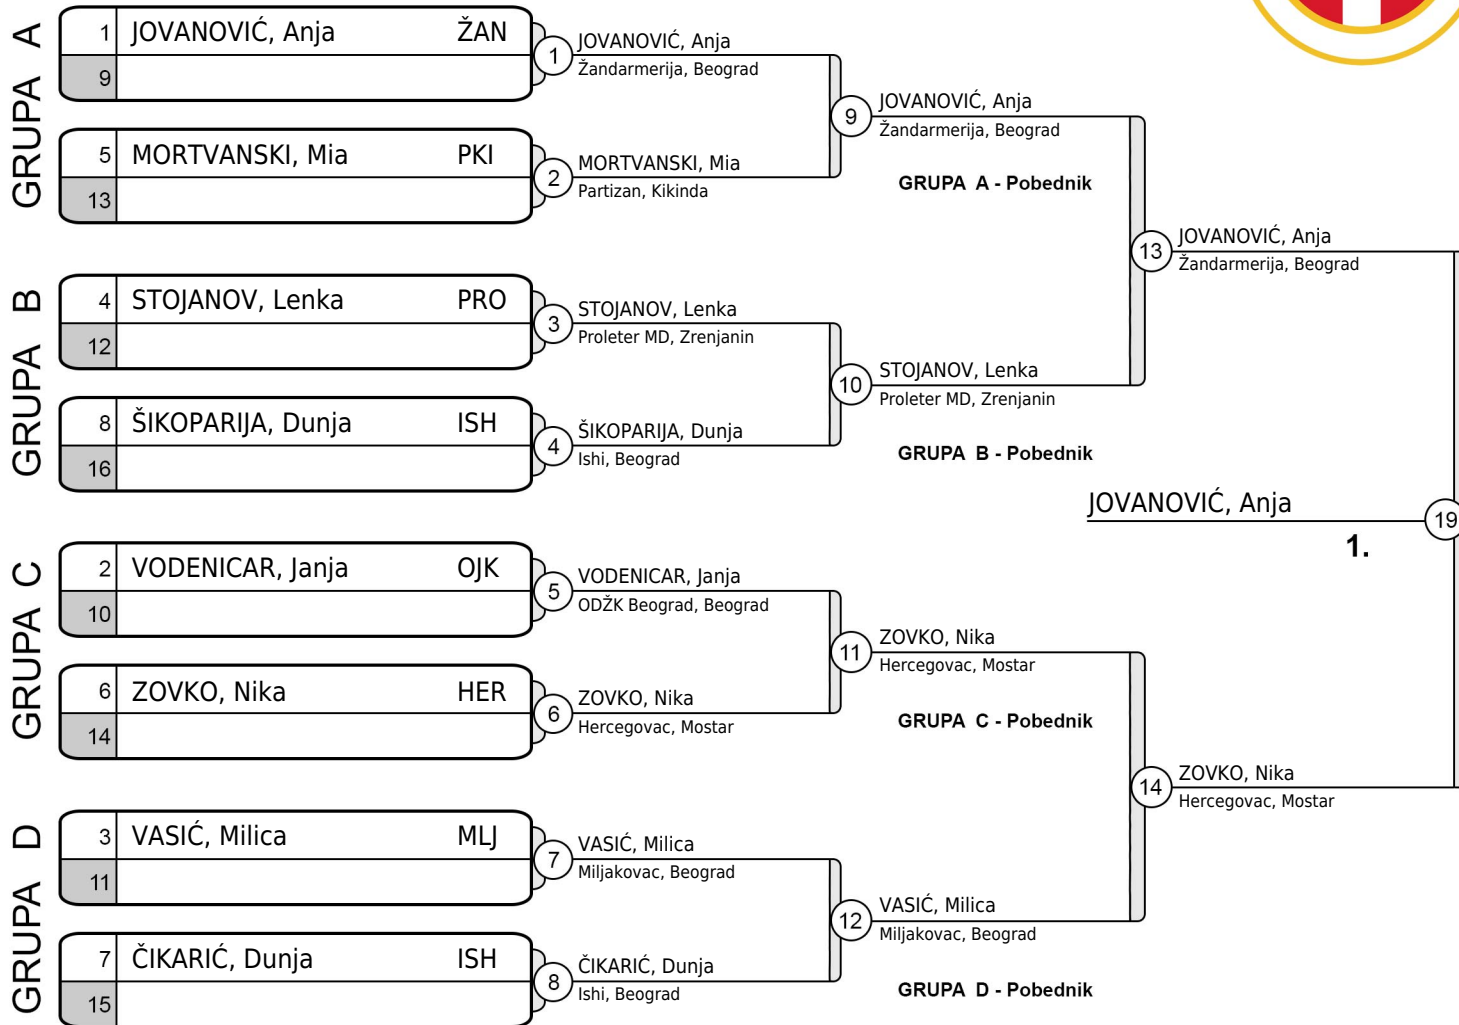 GRUPA A
1 JOVANOVIĆ, Anja ŽAN
9
5 MORTVANSKI, Mia PKI
13
GRUPA B
4 STOJANOV, Lenka PRO
12
8 ŠIKOPARIJA, Dunja ISH
16
GRUPA C
2 VODENICAR, Janja OJK
10
6 ZOVKO, Nika HER
14
GRUPA D
3 VASIĆ, Milica MLJ
11
7 ČIKARIĆ, Dunja ISH
15
1
JOVANOVIĆ, Anja
Žandarmerija, Beograd
2
MORTVANSKI, Mia
Partizan, Kikinda
3
STOJANOV, Lenka
Proleter MD, Zrenjanin
4
ŠIKOPARIJA, Dunja
Ishi, Beograd
5
VODENICAR, Janja
ODŽK Beograd, Beograd
6
ZOVKO, Nika
Hercegovac, Mostar
7
VASIĆ, Milica
Miljakovac, Beograd
8
ČIKARIĆ, Dunja
Ishi, Beograd
9
JOVANOVIĆ, Anja
Žandarmerija, Beograd
GRUPA A - Pobednik
10
STOJANOV, Lenka
Proleter MD, Zrenjanin
GRUPA B - Pobednik
11
ZOVKO, Nika
Hercegovac, Mostar
GRUPA C - Pobednik
12
VASIĆ, Milica
Miljakovac, Beograd
GRUPA D - Pobednik
13
JOVANOVIĆ, Anja
Žandarmerija, Beograd
14
ZOVKO, Nika
Hercegovac, Mostar
JOVANOVIĆ, Anja
19
1.